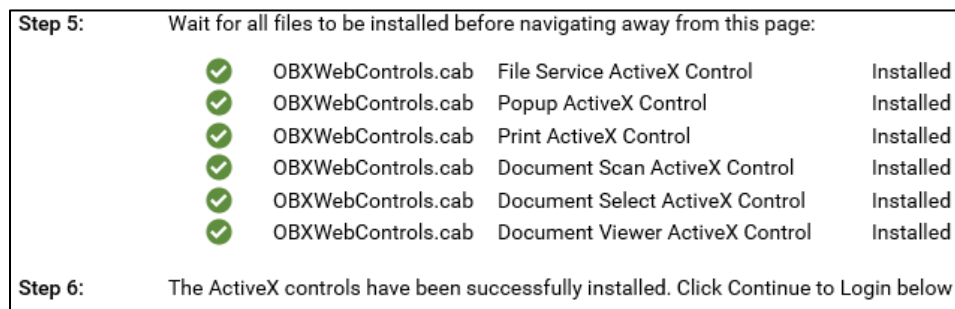 Step 5: Wait for all files to be installed before navigating away from this page:
OBXWebControls.cab File Service ActiveX Control Installed
OBXWebControls.cab Popup ActiveX Control Installed
OBXWebControls.cab Print ActiveX Control Installed
OBXWebControls.cab Document Scan ActiveX Control Installed
OBXWebControls.cab Document Select ActiveX Control Installed
OBXWebControls.cab Document Viewer ActiveX Control Installed
Step 6: The ActiveX controls have been successfully installed. Click Continue to Login below